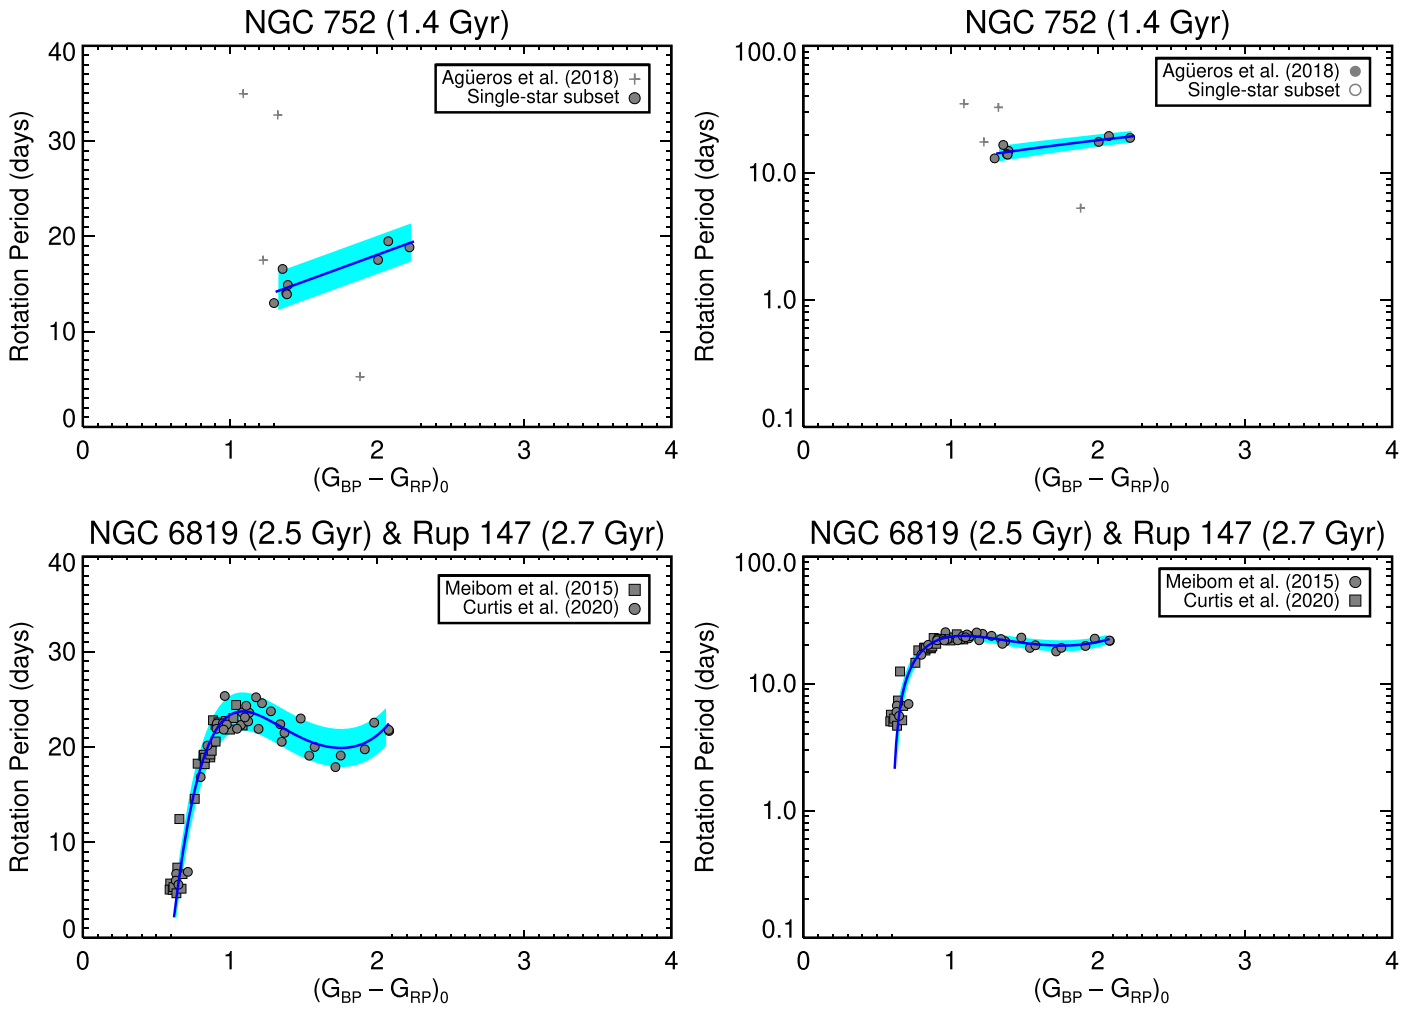 NGC 752 (1.4 Gyr)
40
30
20
10
0
Rotation Period (days)
Agüeros et al. (2018)
Single-star subset
0 1 2 3 4
(G_BP − G_RP)_0
NGC 752 (1.4 Gyr)
100.0
10.0
1.0
0.1
Rotation Period (days)
Agüeros et al. (2018)
Single-star subset
0 1 2 3 4
(G_BP − G_RP)_0
NGC 6819 (2.5 Gyr) & Rup 147 (2.7 Gyr)
40
30
20
10
0
Rotation Period (days)
Meibom et al. (2015)
Curtis et al. (2020)
0 1 2 3 4
(G_BP − G_RP)_0
NGC 6819 (2.5 Gyr) & Rup 147 (2.7 Gyr)
100.0
10.0
1.0
0.1
Rotation Period (days)
Meibom et al. (2015)
Curtis et al. (2020)
0 1 2 3 4
(G_BP − G_RP)_0